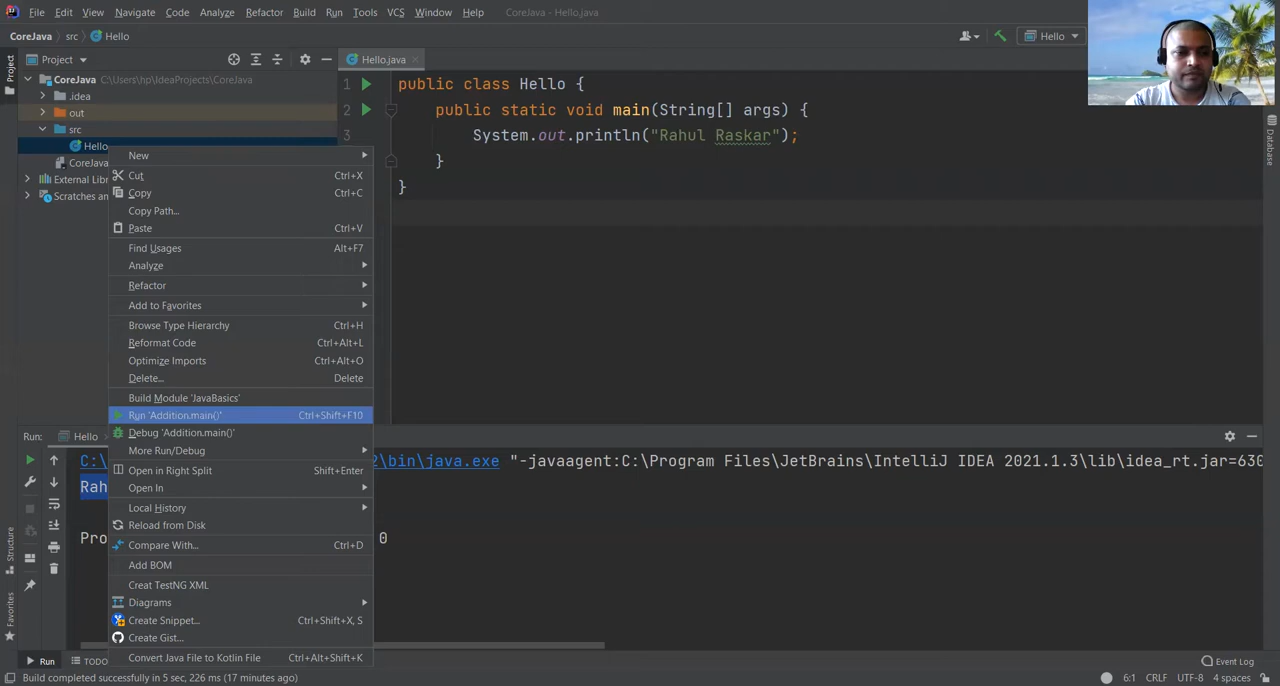 File Edit View Navigate Code Analyze Refactor Build Run Tools VCS Window Help CoreJava - Hello.java
CoreJava src Hello
Hello
Project
Hello.java
CoreJava C:\Users\hp\IdeaProjects\CoreJava
.idea
out
src
Hello
CoreJava
External Libr
Scratches an
1 public class Hello {
2 public static void main(String[] args) {
3 System.out.println("Rahul Raskar");
}
}
New
Cut Ctrl+X
Copy Ctrl+C
Copy Path...
Paste Ctrl+V
Find Usages Alt+F7
Analyze
Refactor
Add to Favorites
Browse Type Hierarchy Ctrl+H
Reformat Code Ctrl+Alt+L
Optimize Imports Ctrl+Alt+O
Delete... Delete
Build Module 'JavaBasics'
Run 'Addition.main()' Ctrl+Shift+F10
Debug 'Addition.main()'
More Run/Debug
Open in Right Split Shift+Enter
Open In
Local History
Reload from Disk
Compare With... Ctrl+D
Add BOM
Creat TestNG XML
Diagrams
Create Snippet... Ctrl+Shift+X, S
Create Gist...
Convert Java File to Kotlin File Ctrl+Alt+Shift+K
Run: Hello
C:\ 2\bin\java.exe "-javaagent:C:\Program Files\JetBrains\IntelliJ IDEA 2021.1.3\lib\idea_rt.jar=630
Rah
Pro 0
Project
Structure
Favorites
Database
Run TODO
Event Log
Build completed successfully in 5 sec, 226 ms (17 minutes ago)
6:1 CRLF UTF-8 4 spaces